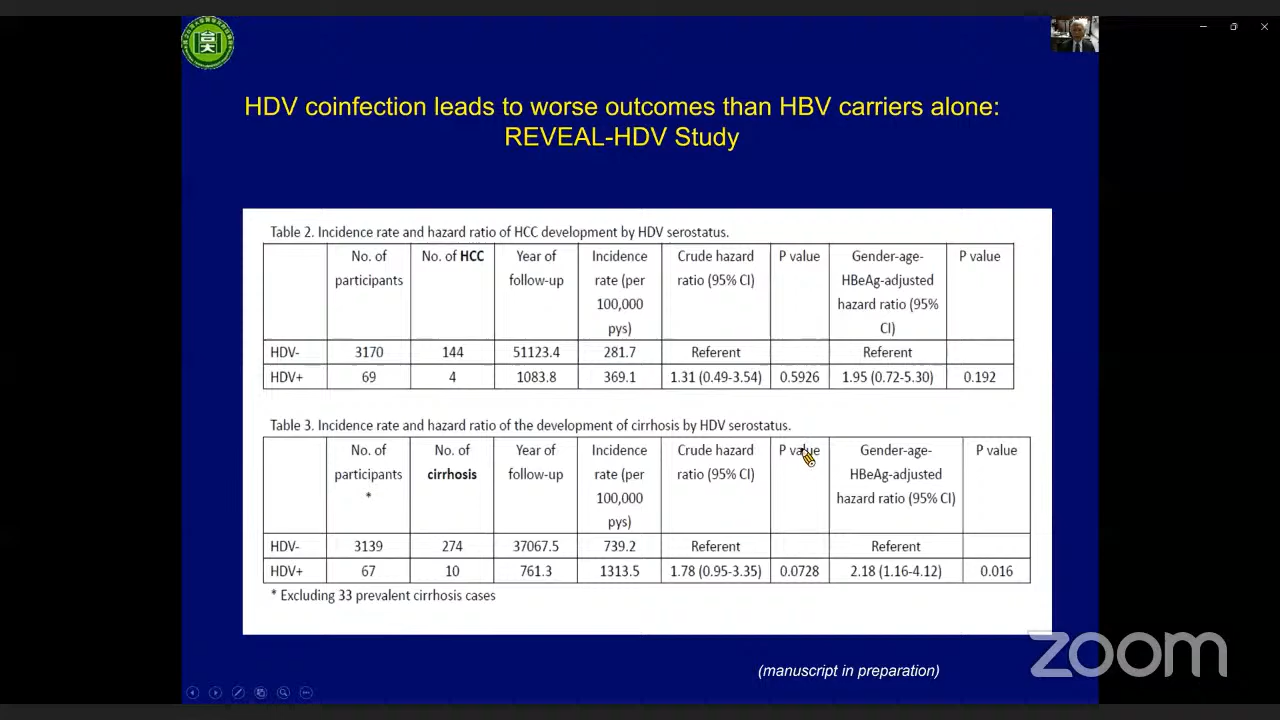 HDV coinfection leads to worse outcomes than HBV carriers alone:
REVEAL-HDV Study
Table 2. Incidence rate and hazard ratio of HCC development by HDV serostatus.
No. of participants | No. of HCC | Year of follow-up | Incidence rate (per 100,000 pys) | Crude hazard ratio (95% CI) | P value | Gender-age-HBeAg-adjusted hazard ratio (95% CI) | P value
HDV- | 3170 | 144 | 51123.4 | 281.7 | Referent | | Referent
HDV+ | 69 | 4 | 1083.8 | 369.1 | 1.31 (0.49-3.54) | 0.5926 | 1.95 (0.72-5.30) | 0.192
Table 3. Incidence rate and hazard ratio of the development of cirrhosis by HDV serostatus.
No. of participants * | No. of cirrhosis | Year of follow-up | Incidence rate (per 100,000 pys) | Crude hazard ratio (95% CI) | P value | Gender-age-HBeAg-adjusted hazard ratio (95% CI) | P value
HDV- | 3139 | 274 | 37067.5 | 739.2 | Referent | | Referent
HDV+ | 67 | 10 | 761.3 | 1313.5 | 1.78 (0.95-3.35) | 0.0728 | 2.18 (1.16-4.12) | 0.016
* Excluding 33 prevalent cirrhosis cases
(manuscript in preparation)
zoom